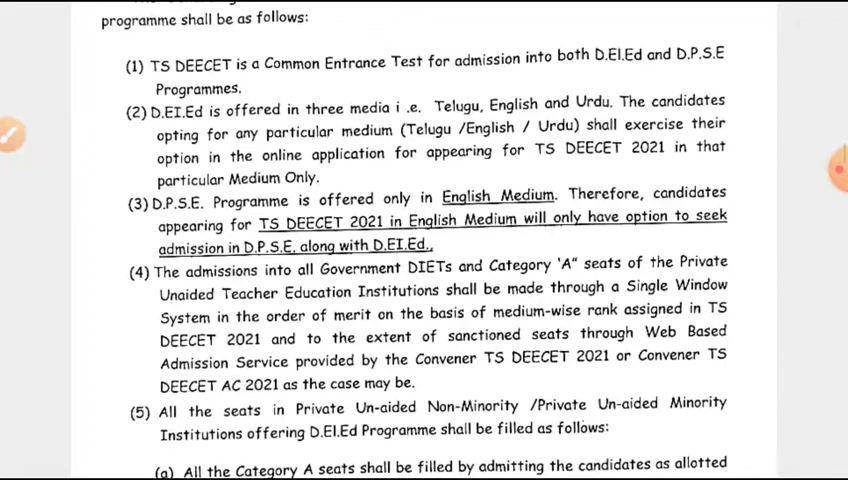 programme shall be as follows:
(1) TS DEECET is a Common Entrance Test for admission into both D.El.Ed and D.P.S.E
Programmes.
(2) D.EI.Ed is offered in three media i .e. Telugu, English and Urdu. The candidates
opting for any particular medium (Telugu /English / Urdu) shall exercise their
option in the online application for appearing for TS DEECET 2021 in that
particular Medium Only.
(3) D.P.S.E. Programme is offered only in English Medium. Therefore, candidates
appearing for TS DEECET 2021 in English Medium will only have option to seek
admission in D.P.S.E, along with D.EI.Ed.,
(4) The admissions into all Government DIETs and Category 'A" seats of the Private
Unaided Teacher Education Institutions shall be made through a Single Window
System in the order of merit on the basis of medium-wise rank assigned in TS
DEECET 2021 and to the extent of sanctioned seats through Web Based
Admission Service provided by the Convener TS DEECET 2021 or Convener TS
DEECET AC 2021 as the case may be.
(5) All the seats in Private Un-aided Non-Minority /Private Un-aided Minority
Institutions offering D.EI.Ed Programme shall be filled as follows:
(a) All the Category A seats shall be filled by admitting the candidates as allotted